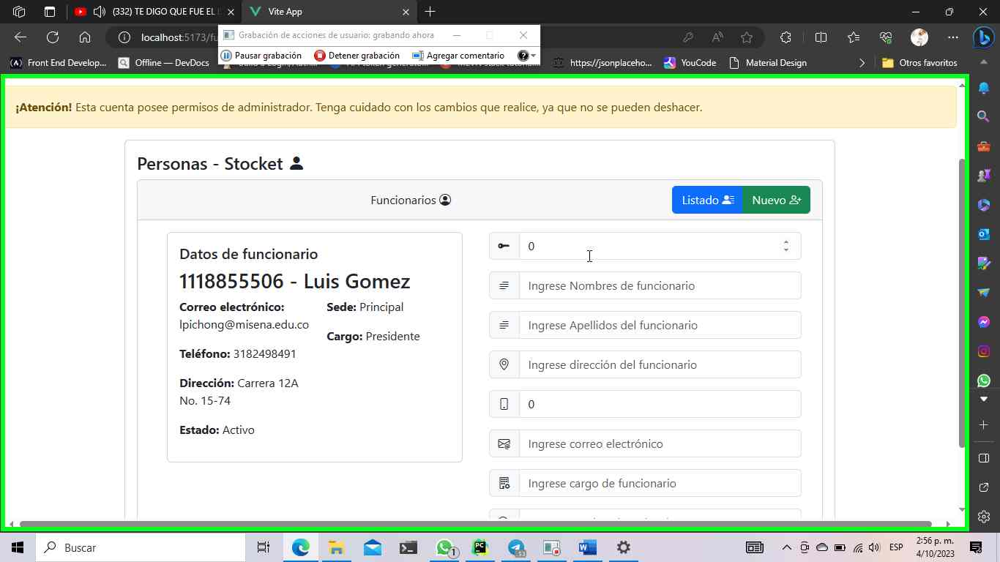 (332) TE DIGO QUE FUE EL
Vite App
localhost:5173/fu
Grabación de acciones de usuario: grabando ahora
Pausar grabación
Detener grabación
Agregar comentario
Front End Develop...
Offline — DevDocs
https://jsonplaceho...
YouCode
Material Design
Otros favoritos
¡Atención! Esta cuenta posee permisos de administrador. Tenga cuidado con los cambios que realice, ya que no se pueden deshacer.
Personas - Stocket
Funcionarios
Listado
Nuevo
Datos de funcionario
1118855506 - Luis Gomez
Correo electrónico:
lpichong@misena.edu.co
Teléfono: 3182498491
Dirección: Carrera 12A
No. 15-74
Estado: Activo
Sede: Principal
Cargo: Presidente
0
Ingrese Nombres de funcionario
Ingrese Apellidos del funcionario
Ingrese dirección del funcionario
0
Ingrese correo electrónico
Ingrese cargo de funcionario
Buscar
1
ESP
2:56 p. m.
4/10/2023